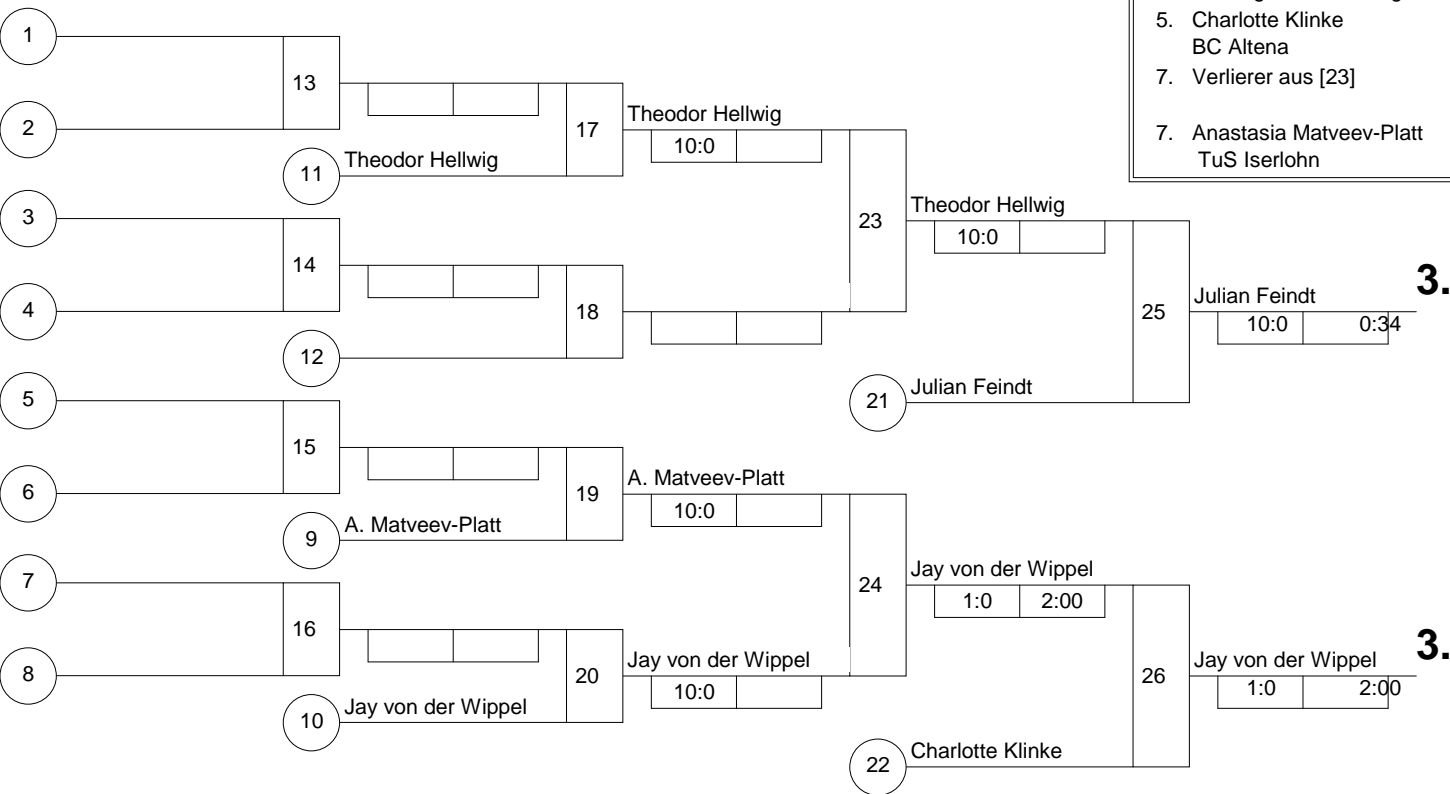 5. Charlotte Klinke
BC Altena
7. Verlierer aus [23]
7. Anastasia Matveev-Platt
TuS Iserlohn
1
13
2
17
Theodor Hellwig
10:0
11
Theodor Hellwig
3
23
Theodor Hellwig
10:0
14
4
18
12
25
Julian Feindt
3.
10:0 0:34
5
21
Julian Feindt
15
6
19
A. Matveev-Platt
10:0
9
A. Matveev-Platt
7
24
Jay von der Wippel
1:0 2:00
16
8
20
Jay von der Wippel
10:0
10
Jay von der Wippel
26
Jay von der Wippel
3.
1:0 2:00
22
Charlotte Klinke